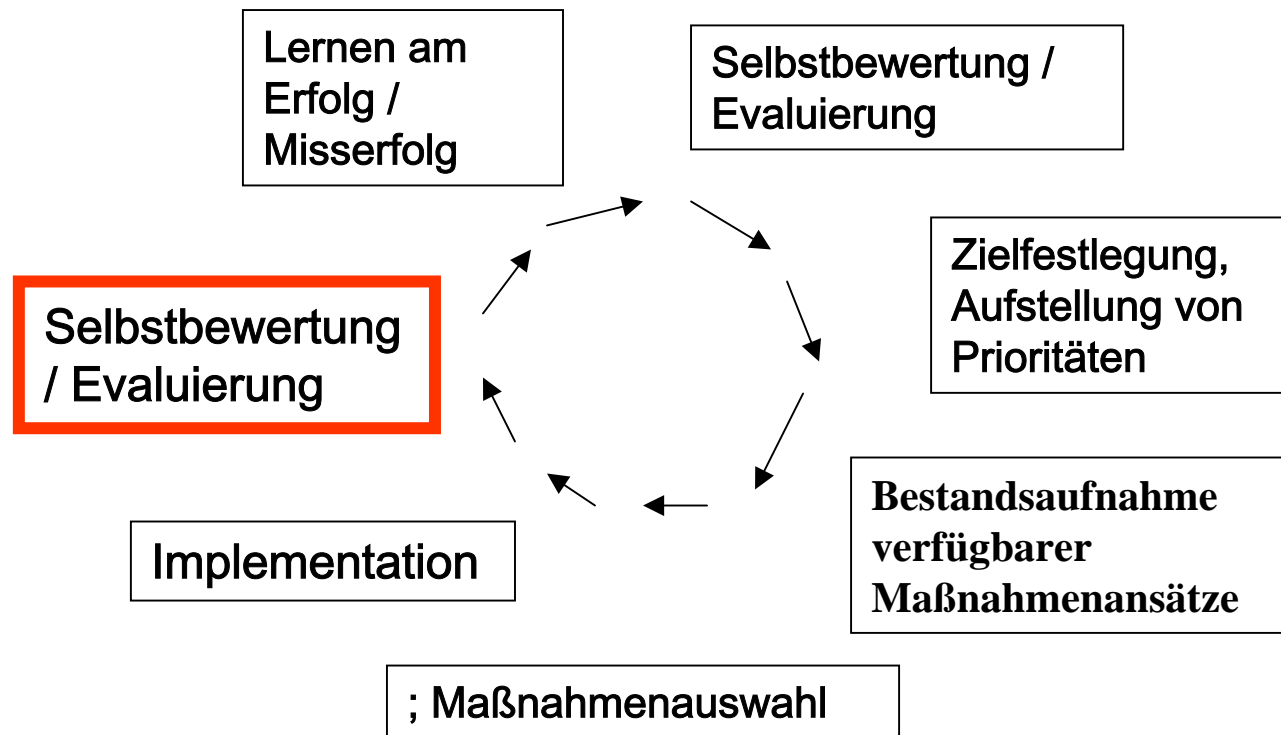 Lernen am
Erfolg /
Misserfolg
Selbstbewertung /
Evaluierung
Zielfestlegung,
Aufstellung von
Prioritäten
Bestandsaufnahme
verfügbarer
Maßnahmenansätze
; Maßnahmenauswahl
Implementation
Selbstbewertung
/ Evaluierung